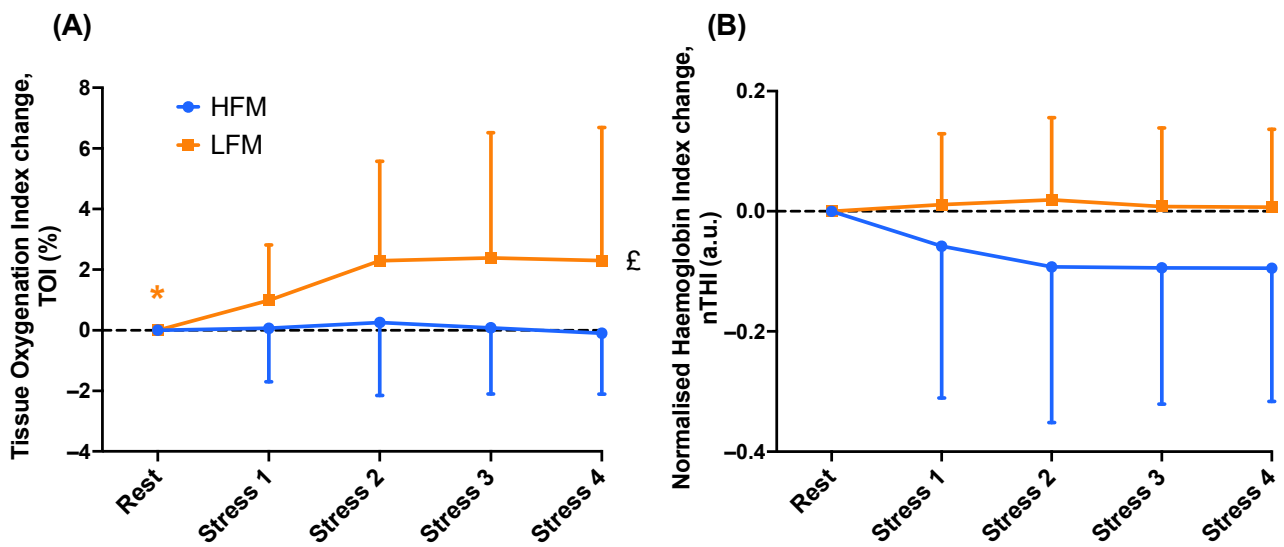 (A)
Tissue Oxygenation Index change,
TOI (%)
8
6
4
2
0
–2
–4
HFM
LFM
*
£
Rest
Stress 1
Stress 2
Stress 3
Stress 4
(B)
Normalised Haemoglobin Index change,
nTHI (a.u.)
0.2
0.0
–0.2
–0.4
Rest
Stress 1
Stress 2
Stress 3
Stress 4